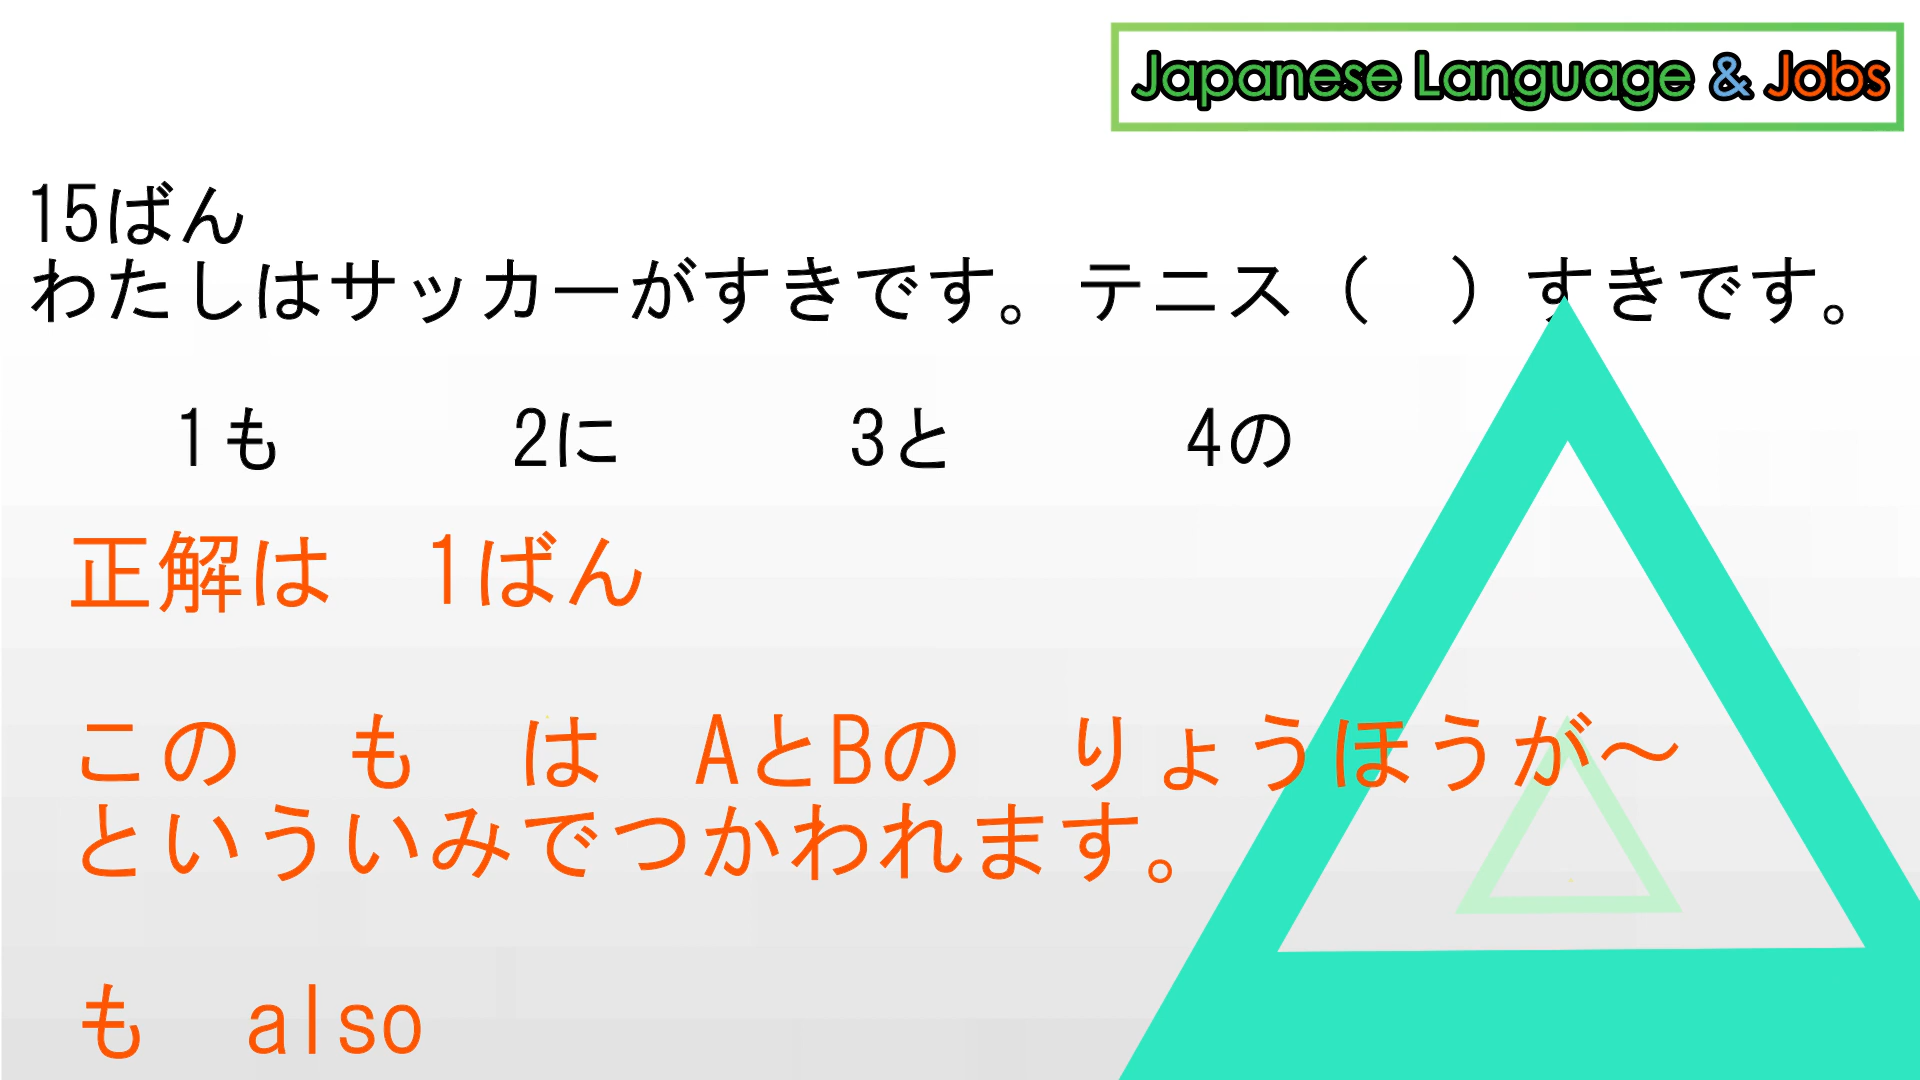 Japanese Language & Jobs
15ばん
わたしはサッカーがすきです。テニス（　）すきです。
1も　2に　3と　4の
正解は　1ばん
この　も　は　AとBの　りょうほうが～
といういみでつかわれます。
も　also